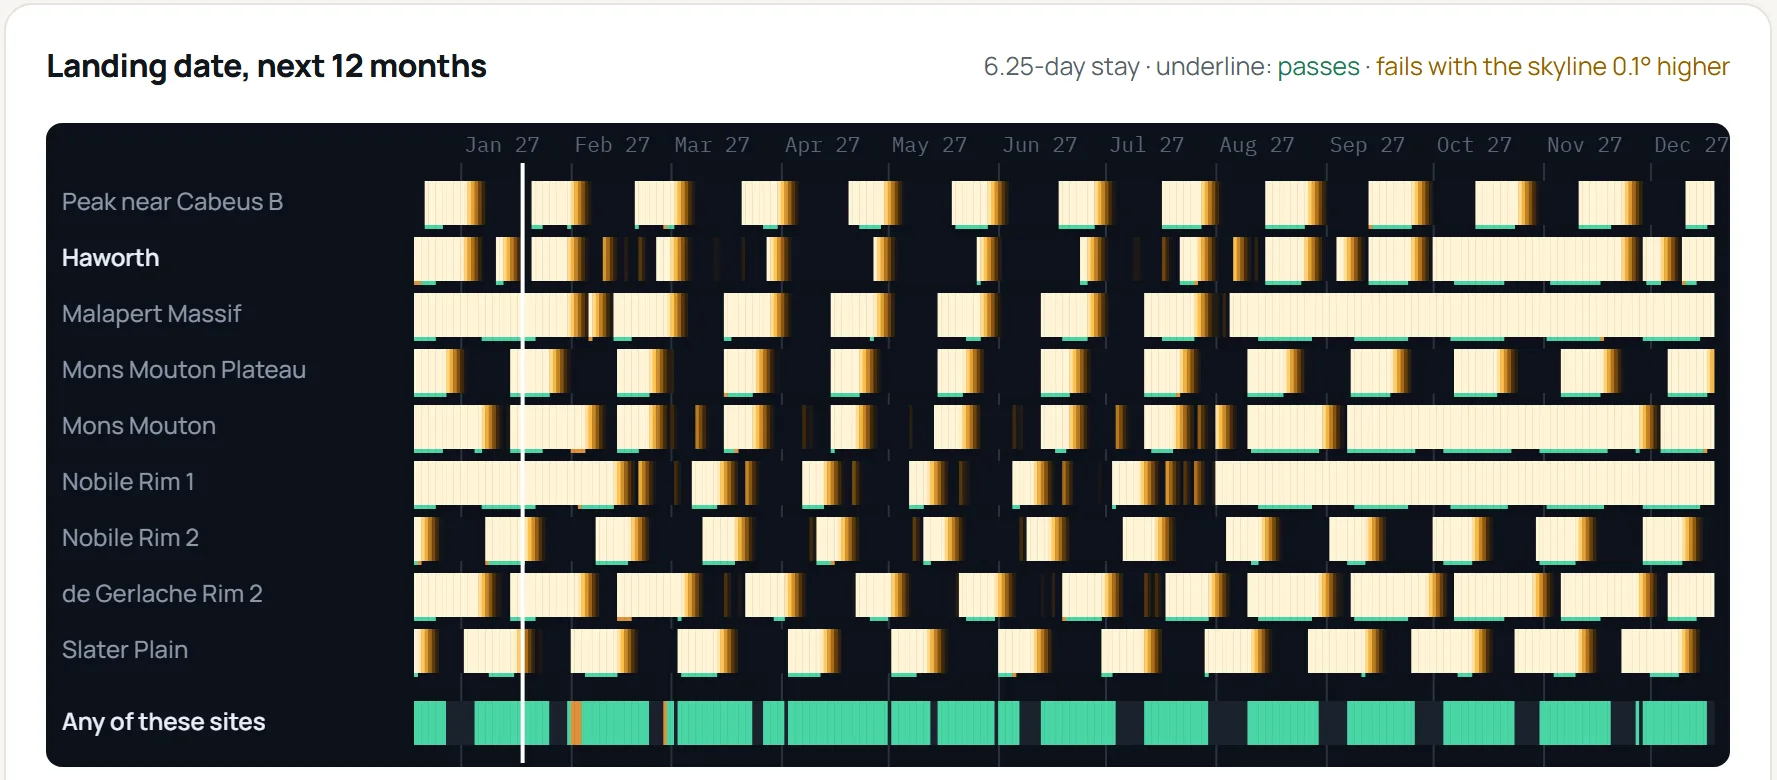 Landing date, next 12 months
6.25-day stay · underline: passes · fails with the skyline 0.1° higher
Jan 27 Feb 27 Mar 27 Apr 27 May 27 Jun 27 Jul 27 Aug 27 Sep 27 Oct 27 Nov 27 Dec 27
Peak near Cabeus B
Haworth
Malapert Massif
Mons Mouton Plateau
Mons Mouton
Nobile Rim 1
Nobile Rim 2
de Gerlache Rim 2
Slater Plain
Any of these sites